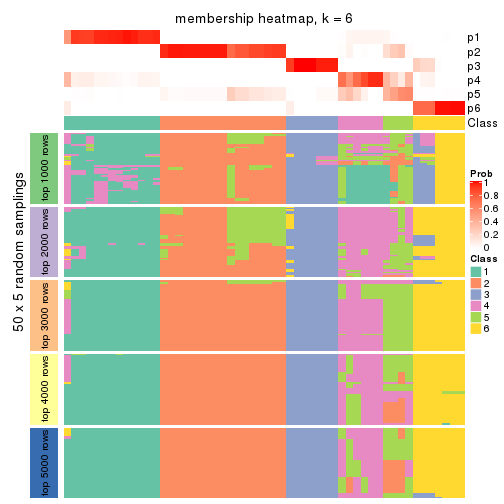 membership heatmap, k = 6
p1
p2
p3
p4
p5
p6
Class
50 x 5 random samplings
top 1000 rows
top 2000 rows
top 3000 rows
top 4000 rows
top 5000 rows
Prob
1
0.8
0.6
0.4
0.2
0
Class
1
2
3
4
5
6